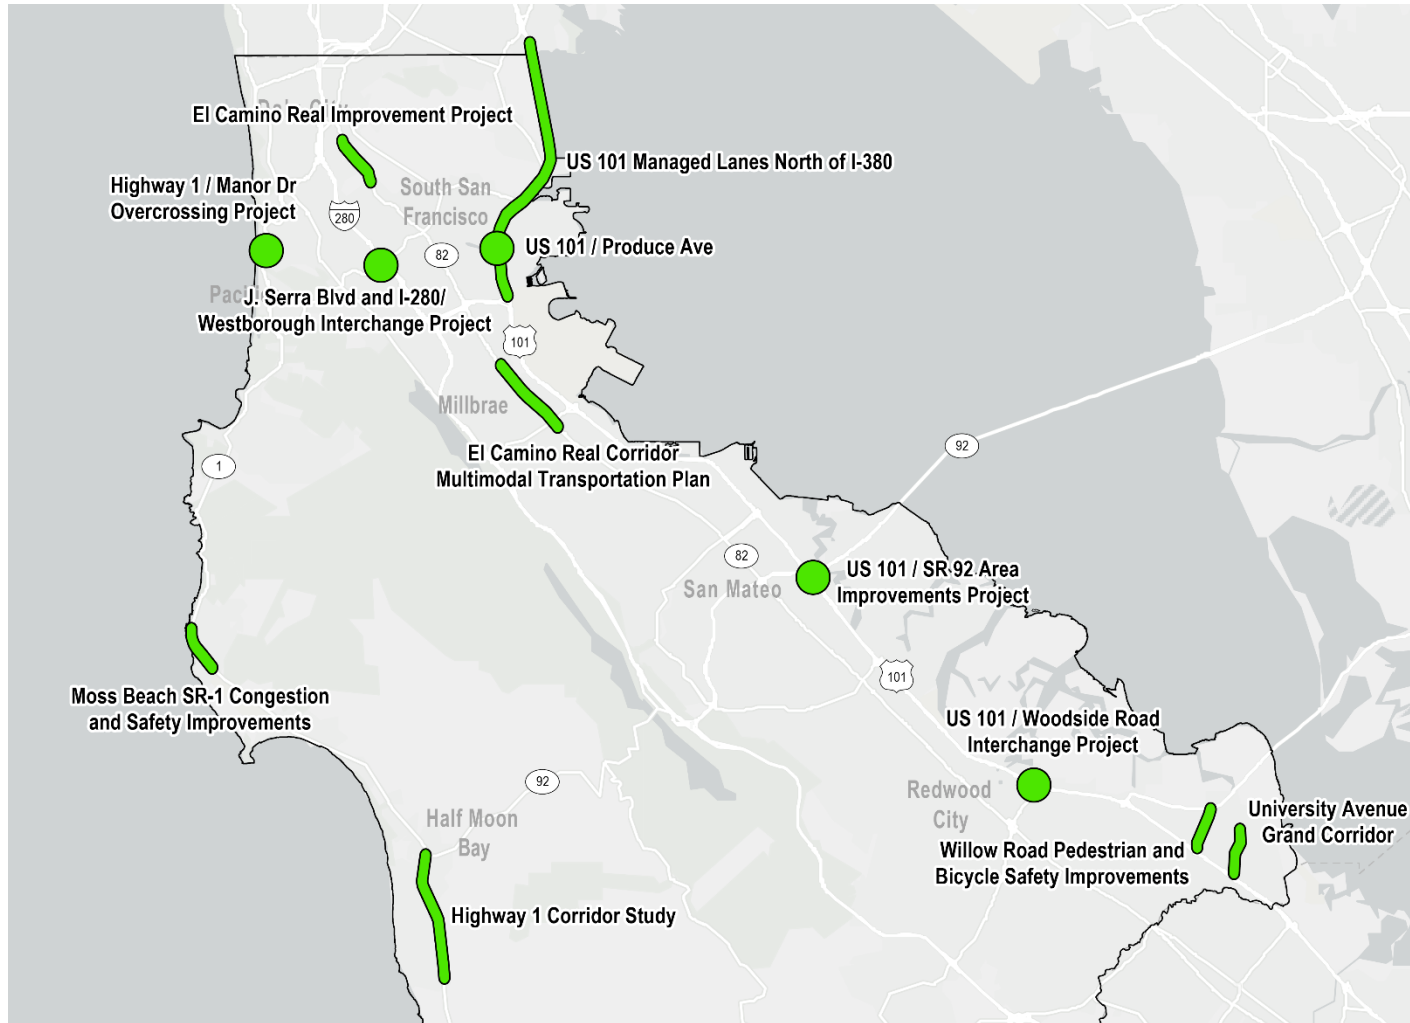 El Camino Real Improvement Project
US 101 Managed Lanes North of I-380
Highway 1 / Manor Dr
Overcrossing Project
South San
Francisco
280
82
US 101 / Produce Ave
J. Serra Blvd and I-280/
Westborough Interchange Project
101
Millbrae
El Camino Real Corridor
Multimodal Transportation Plan
92
1
82
San Mateo
US 101 / SR 92 Area
Improvements Project
101
Moss Beach SR-1 Congestion
and Safety Improvements
US 101 / Woodside Road
Interchange Project
92
Redwood
City
Half Moon
Bay
University Avenue
Grand Corridor
Willow Road Pedestrian and
Bicycle Safety Improvements
Highway 1 Corridor Study